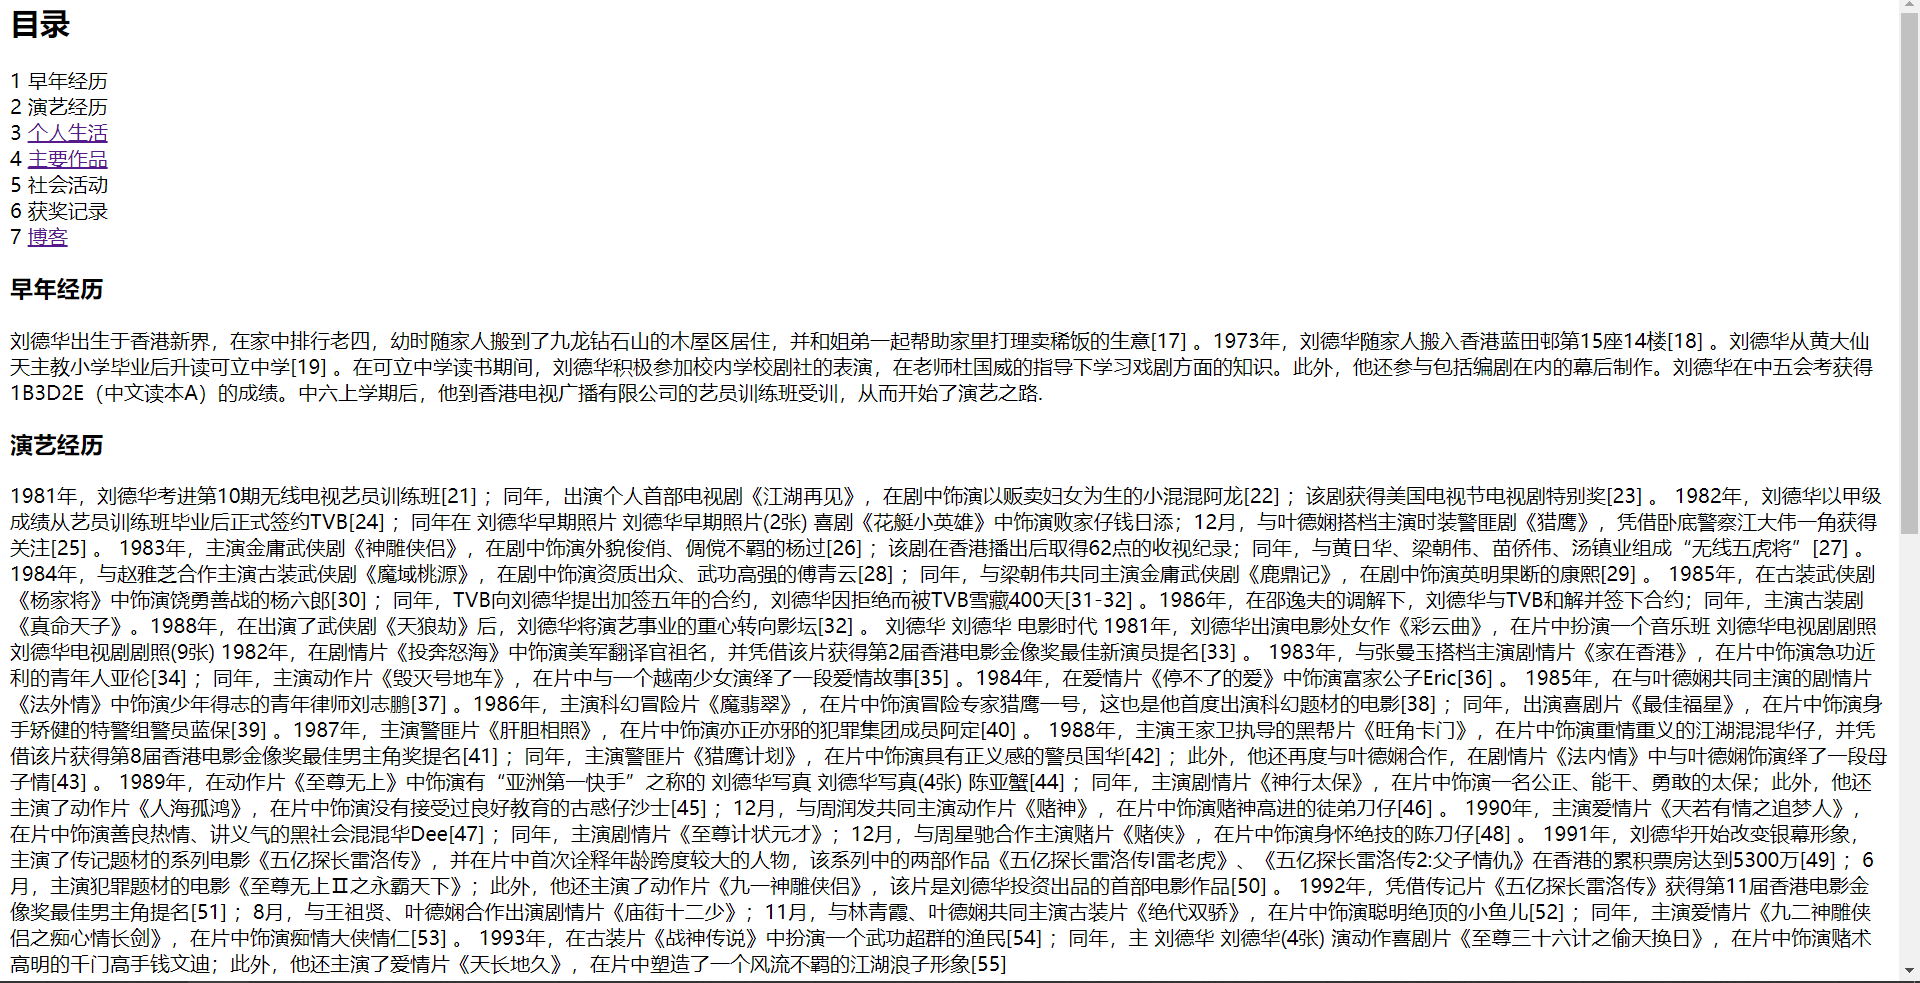 目录
1 早年经历
2 演艺经历
3 个人生活
4 主要作品
5 社会活动
6 获奖记录
7 博客
早年经历
刘德华出生于香港新界，在家中排行老四，幼时随家人搬到了九龙钻石山的木屋区居住，并和姐弟一起帮助家里打理卖稀饭的生意[17] 。1973年，刘德华随家人搬入香港蓝田邨第15座14楼[18] 。刘德华从黄大仙
天主教小学毕业后升读可立中学[19] 。在可立中学读书期间，刘德华积极参加校内学校剧社的表演，在老师杜国威的指导下学习戏剧方面的知识。此外，他还参与包括编剧在内的幕后制作。刘德华在中五会考获得
1B3D2E（中文读本A）的成绩。中六上学期后，他到香港电视广播有限公司的艺员训练班受训，从而开始了演艺之路.
演艺经历
1981年，刘德华考进第10期无线电视艺员训练班[21] ；同年，出演个人首部电视剧《江湖再见》，在剧中饰演以贩卖妇女为生的小混混阿龙[22] ；该剧获得美国电视节电视剧特别奖[23] 。 1982年，刘德华以甲级
成绩从艺员训练班毕业后正式签约TVB[24] ；同年在 刘德华早期照片 刘德华早期照片(2张) 喜剧《花艇小英雄》中饰演败家仔钱日添；12月，与叶德娴搭档主演时装警匪剧《猎鹰》，凭借卧底警察江大伟一角获得
关注[25] 。 1983年，主演金庸武侠剧《神雕侠侣》，在剧中饰演外貌俊俏、倜傥不羁的杨过[26] ；该剧在香港播出后取得62点的收视纪录；同年，与黄日华、梁朝伟、苗侨伟、汤镇业组成“无线五虎将”[27] 。
1984年，与赵雅芝合作主演古装武侠剧《魔域桃源》，在剧中饰演资质出众、武功高强的傅青云[28] ；同年，与梁朝伟共同主演金庸武侠剧《鹿鼎记》，在剧中饰演英明果断的康熙[29] 。 1985年，在古装武侠剧
《杨家将》中饰演饶勇善战的杨六郎[30] ；同年，TVB向刘德华提出加签五年的合约，刘德华因拒绝而被TVB雪藏400天[31-32] 。1986年，在邵逸夫的调解下，刘德华与TVB和解并签下合约；同年，主演古装剧
《真命天子》。1988年，在出演了武侠剧《天狼劫》后，刘德华将演艺事业的重心转向影坛[32] 。 刘德华 刘德华 电影时代 1981年，刘德华出演电影处女作《彩云曲》，在片中扮演一个音乐班 刘德华电视剧剧照
刘德华电视剧剧照(9张) 1982年，在剧情片《投奔怒海》中饰演美军翻译官祖名，并凭借该片获得第2届香港电影金像奖最佳新演员提名[33] 。 1983年，与张曼玉搭档主演剧情片《家在香港》，在片中饰演急功近
利的青年人亚伦[34] ；同年，主演动作片《毁灭号地车》，在片中与一个越南少女演绎了一段爱情故事[35] 。1984年，在爱情片《停不了的爱》中饰演富家公子Eric[36] 。 1985年，在与叶德娴共同主演的剧情片
《法外情》中饰演少年得志的青年律师刘志鹏[37] 。1986年，主演科幻冒险片《魔翡翠》，在片中饰演冒险专家猎鹰一号，这也是他首度出演科幻题材的电影[38] ；同年，出演喜剧片《最佳福星》，在片中饰演身
手矫健的特警组警员蓝保[39] 。1987年，主演警匪片《肝胆相照》，在片中饰演亦正亦邪的犯罪集团成员阿定[40] 。 1988年，主演王家卫执导的黑帮片《旺角卡门》，在片中饰演重情重义的江湖混混华仔，并凭
借该片获得第8届香港电影金像奖最佳男主角奖提名[41] ；同年，主演警匪片《猎鹰计划》，在片中饰演具有正义感的警员国华[42] ；此外，他还再度与叶德娴合作，在剧情片《法内情》中与叶德娴饰演绎了一段母
子情[43] 。 1989年，在动作片《至尊无上》中饰演有“亚洲第一快手”之称的 刘德华写真 刘德华写真(4张) 陈亚蟹[44] ；同年，主演剧情片《神行太保》，在片中饰演一名公正、能干、勇敢的太保；此外，他还
主演了动作片《人海孤鸿》，在片中饰演没有接受过良好教育的古惑仔沙士[45] ；12月，与周润发共同主演动作片《赌神》，在片中饰演赌神高进的徒弟刀仔[46] 。 1990年，主演爱情片《天若有情之追梦人》，
在片中饰演善良热情、讲义气的黑社会混混华Dee[47] ；同年，主演剧情片《至尊计状元才》；12月，与周星驰合作主演赌片《赌侠》，在片中饰演身怀绝技的陈刀仔[48] 。 1991年，刘德华开始改变银幕形象，
主演了传记题材的系列电影《五亿探长雷洛传》，并在片中首次诠释年龄跨度较大的人物，该系列中的两部作品《五亿探长雷洛传I雷老虎》、《五亿探长雷洛传2:父子情仇》在香港的累积票房达到5300万[49] ；6
月，主演犯罪题材的电影《至尊无上Ⅱ之永霸天下》；此外，他还主演了动作片《九一神雕侠侣》，该片是刘德华投资出品的首部电影作品[50] 。 1992年，凭借传记片《五亿探长雷洛传》获得第11届香港电影金
像奖最佳男主角提名[51] ；8月，与王祖贤、叶德娴合作出演剧情片《庙街十二少》；11月，与林青霞、叶德娴共同主演古装片《绝代双骄》，在片中饰演聪明绝顶的小鱼儿[52] ；同年，主演爱情片《九二神雕侠
侣之痴心情长剑》，在片中饰演痴情大侠情仁[53] 。 1993年，在古装片《战神传说》中扮演一个武功超群的渔民[54] ；同年，主 刘德华 刘德华(4张) 演动作喜剧片《至尊三十六计之偷天换日》，在片中饰演赌术
高明的千门高手钱文迪；此外，他还主演了爱情片《天长地久》，在片中塑造了一个风流不羁的江湖浪子形象[55]